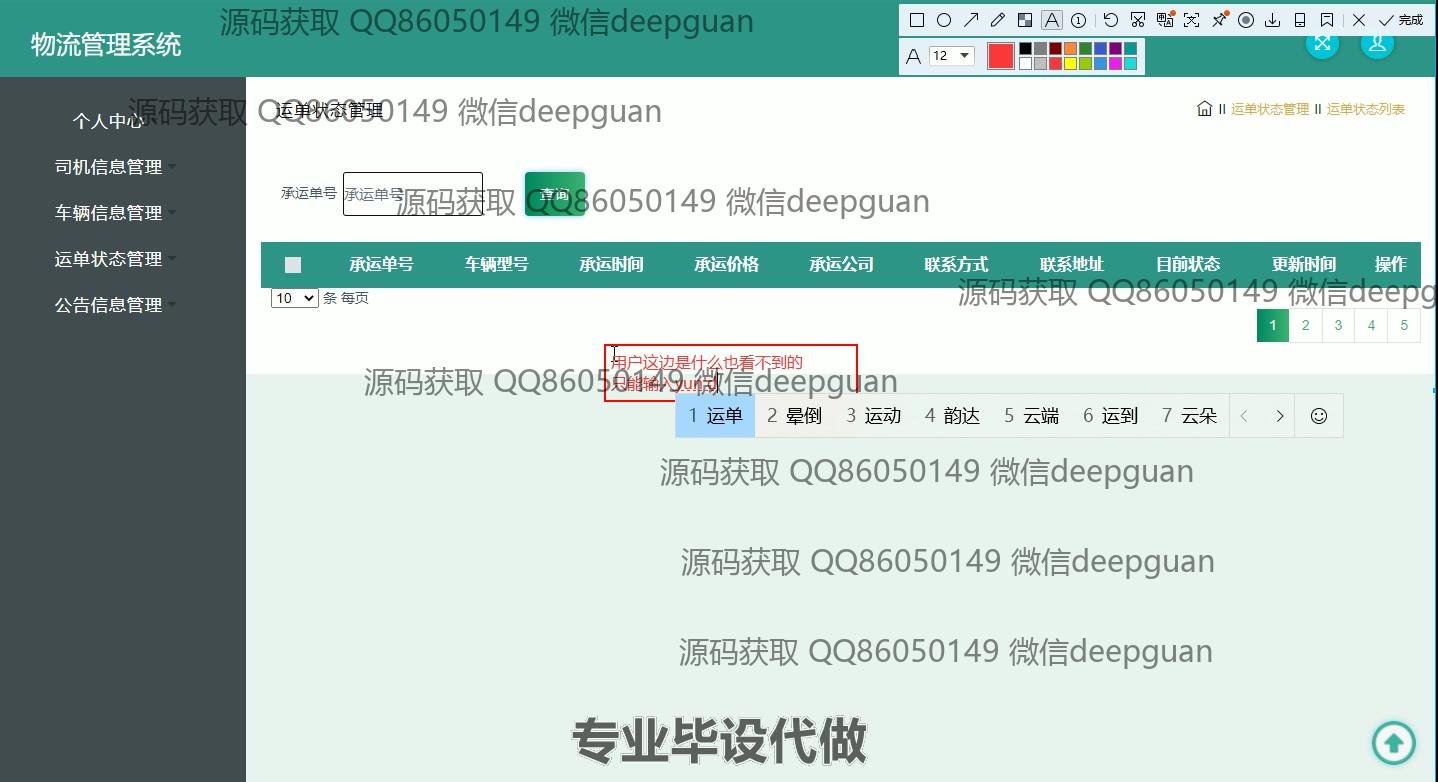 源码获取 QQ86050149 微信deepguan
完成
物流管理系统
A 12
源码获取 QQ86050149 微信deepguan
个人中心
司机信息管理
车辆信息管理
运单状态管理
公告信息管理
运单状态管理
II 运单状态管理 II 运单状态列表
承运单号 承运单号 查询
源码获取 QQ86050149 微信deepguan
承运单号 车辆型号 承运时间 承运价格 承运公司 联系方式 联系地址 目前状态 更新时间 操作
源码获取 QQ86050149 微信deepg
10 条 每页
1 2 3 4 5
用户这边是什么也看不到的
只能输入yun'd
源码获取 QQ86050149 微信deepguan
1 运单 2 晕倒 3 运动 4 韵达 5 云端 6 运到 7 云朵
源码获取 QQ86050149 微信deepguan
源码获取 QQ86050149 微信deepguan
源码获取 QQ86050149 微信deepguan
专业毕设代做